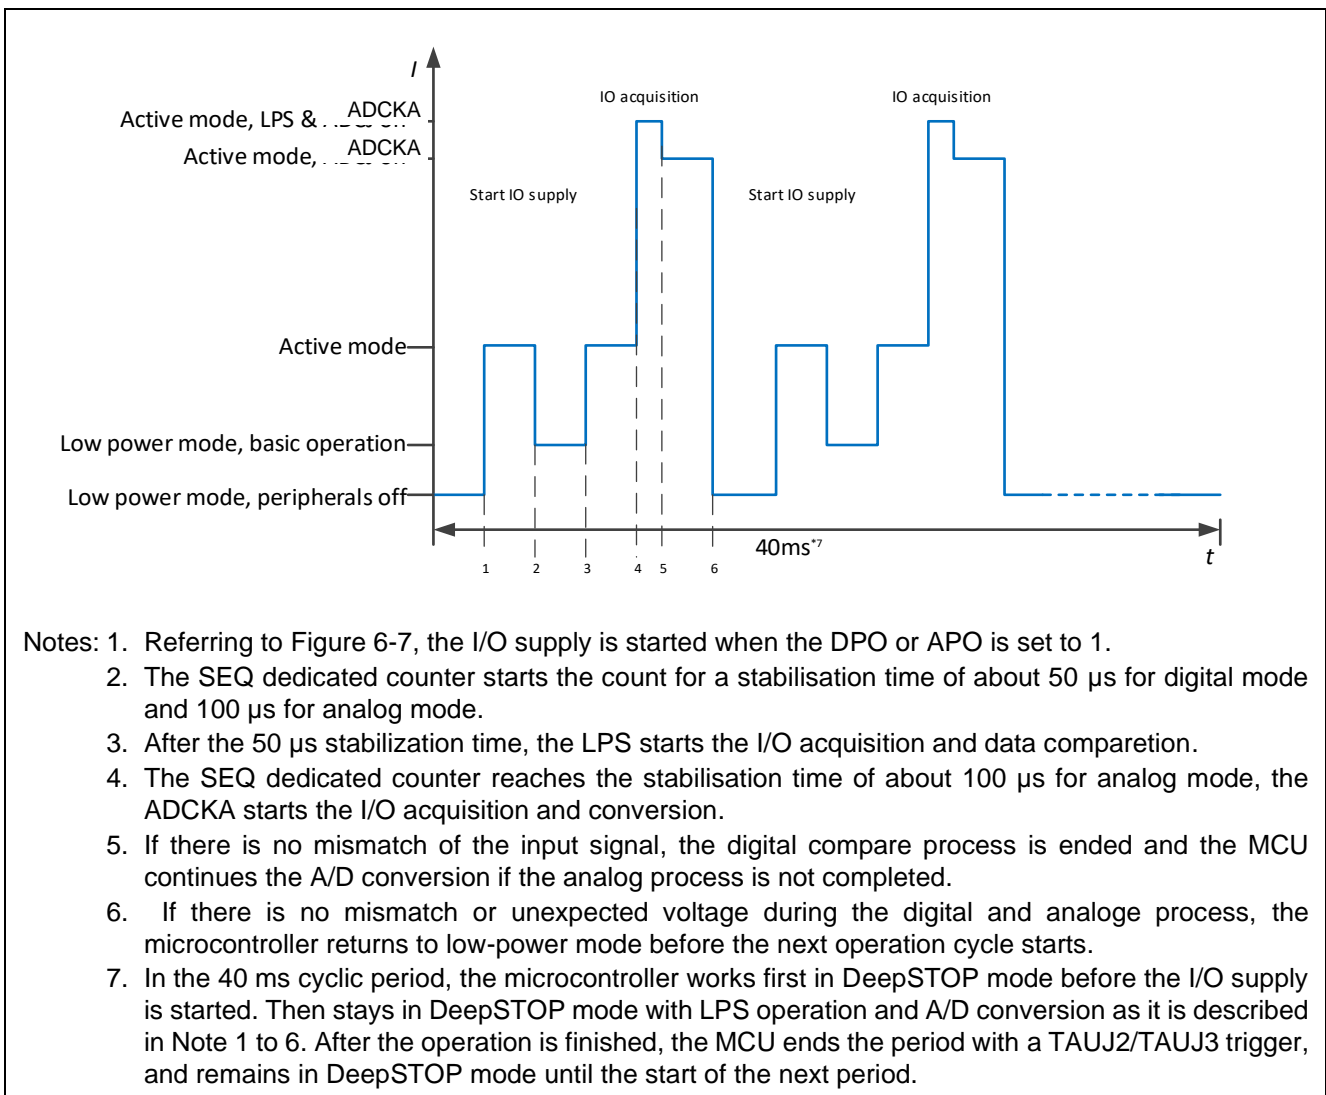 I
IO acquisition
IO acquisition
Active mode, LPS & ADCKA
Active mode, ADCKA
Start IO supply
Start IO supply
Active mode
Low power mode, basic operation
Low power mode, peripherals off
40ms*7
t
1 2 3 4 5 6
Notes: 1. Referring to Figure 6-7, the I/O supply is started when the DPO or APO is set to 1.
2. The SEQ dedicated counter starts the count for a stabilisation time of about 50 µs for digital mode
and 100 µs for analog mode.
3. After the 50 µs stabilization time, the LPS starts the I/O acquisition and data comparetion.
4. The SEQ dedicated counter reaches the stabilisation time of about 100 µs for analog mode, the
ADCKA starts the I/O acquisition and conversion.
5. If there is no mismatch of the input signal, the digital compare process is ended and the MCU
continues the A/D conversion if the analog process is not completed.
6. If there is no mismatch or unexpected voltage during the digital and analoge process, the
microcontroller returns to low-power mode before the next operation cycle starts.
7. In the 40 ms cyclic period, the microcontroller works first in DeepSTOP mode before the I/O supply
is started. Then stays in DeepSTOP mode with LPS operation and A/D conversion as it is described
in Note 1 to 6. After the operation is finished, the MCU ends the period with a TAUJ2/TAUJ3 trigger,
and remains in DeepSTOP mode until the start of the next period.